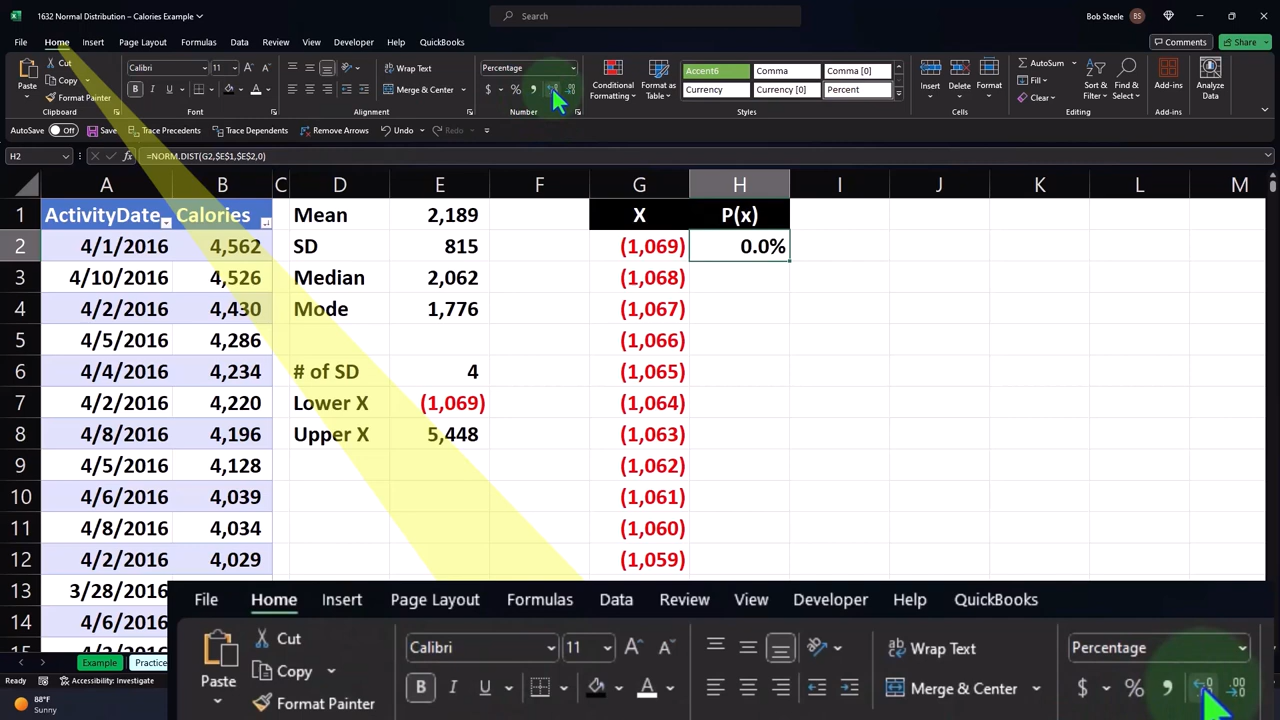 1632 Normal Distribution – Calories Example
Search
Bob Steele BS
File Home Insert Page Layout Formulas Data Review View Developer Help QuickBooks Comments Share
Cut
Copy
Format Painter
Paste
Clipboard
Calibri 11
B I U
Font
Wrap Text
Merge & Center
Alignment
Percentage
$ % ,
Number
Conditional Formatting
Format as Table
Accent6 Comma Comma [0]
Currency Currency [0] Percent
Styles
Insert Delete Format
Cells
AutoSum
Fill
Clear
Add-ins
Add-ins
Analyze Data
AutoSave Off Save Trace Precedents Trace Dependents Remove Arrows Undo Redo
H2 fx =NORM.DIST(G2,$E$1,$E$2,0)
A B C D E F G H I J K L M
1 ActivityDate Calories Mean 2,189 X P(x)
2 4/1/2016 4,562 SD 815 (1,069) 0.0%
3 4/10/2016 4,526 Median 2,062 (1,068)
4 4/2/2016 4,430 Mode 1,776 (1,067)
5 4/5/2016 4,286 (1,066)
6 4/4/2016 4,234 # of SD 4 (1,065)
7 4/2/2016 4,220 Lower X (1,069) (1,064)
8 4/8/2016 4,196 Upper X 5,448 (1,063)
9 4/5/2016 4,128 (1,062)
10 4/6/2016 4,039 (1,061)
11 4/8/2016 4,034 (1,060)
12 4/2/2016 4,029 (1,059)
13 3/28/2016
14 4/6/2016
Example Practice
Ready Accessibility: Investigate
88°F
Sunny
File Home Insert Page Layout Formulas Data Review View Developer Help QuickBooks
Cut
Copy
Format Painter
Paste
Calibri 11
B I U
Wrap Text
Merge & Center
Percentage
$ % ,